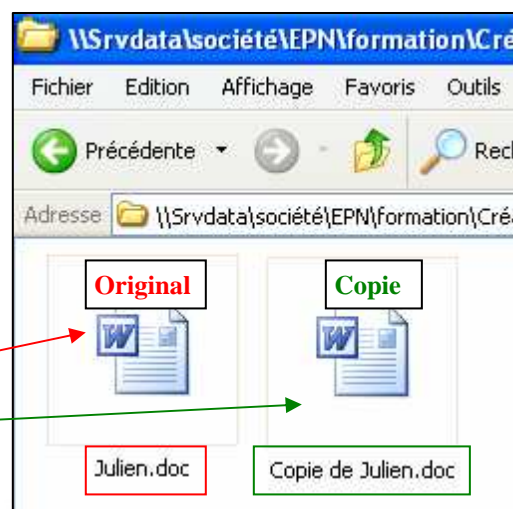 \\Srvdata\société\EPN\formation\Cré
Fichier Edition Affichage Favoris Outils
Précédente Rech
Adresse \\Srvdata\société\EPN\formation\Cré
Original Copie
W W
Julien.doc Copie de Julien.doc